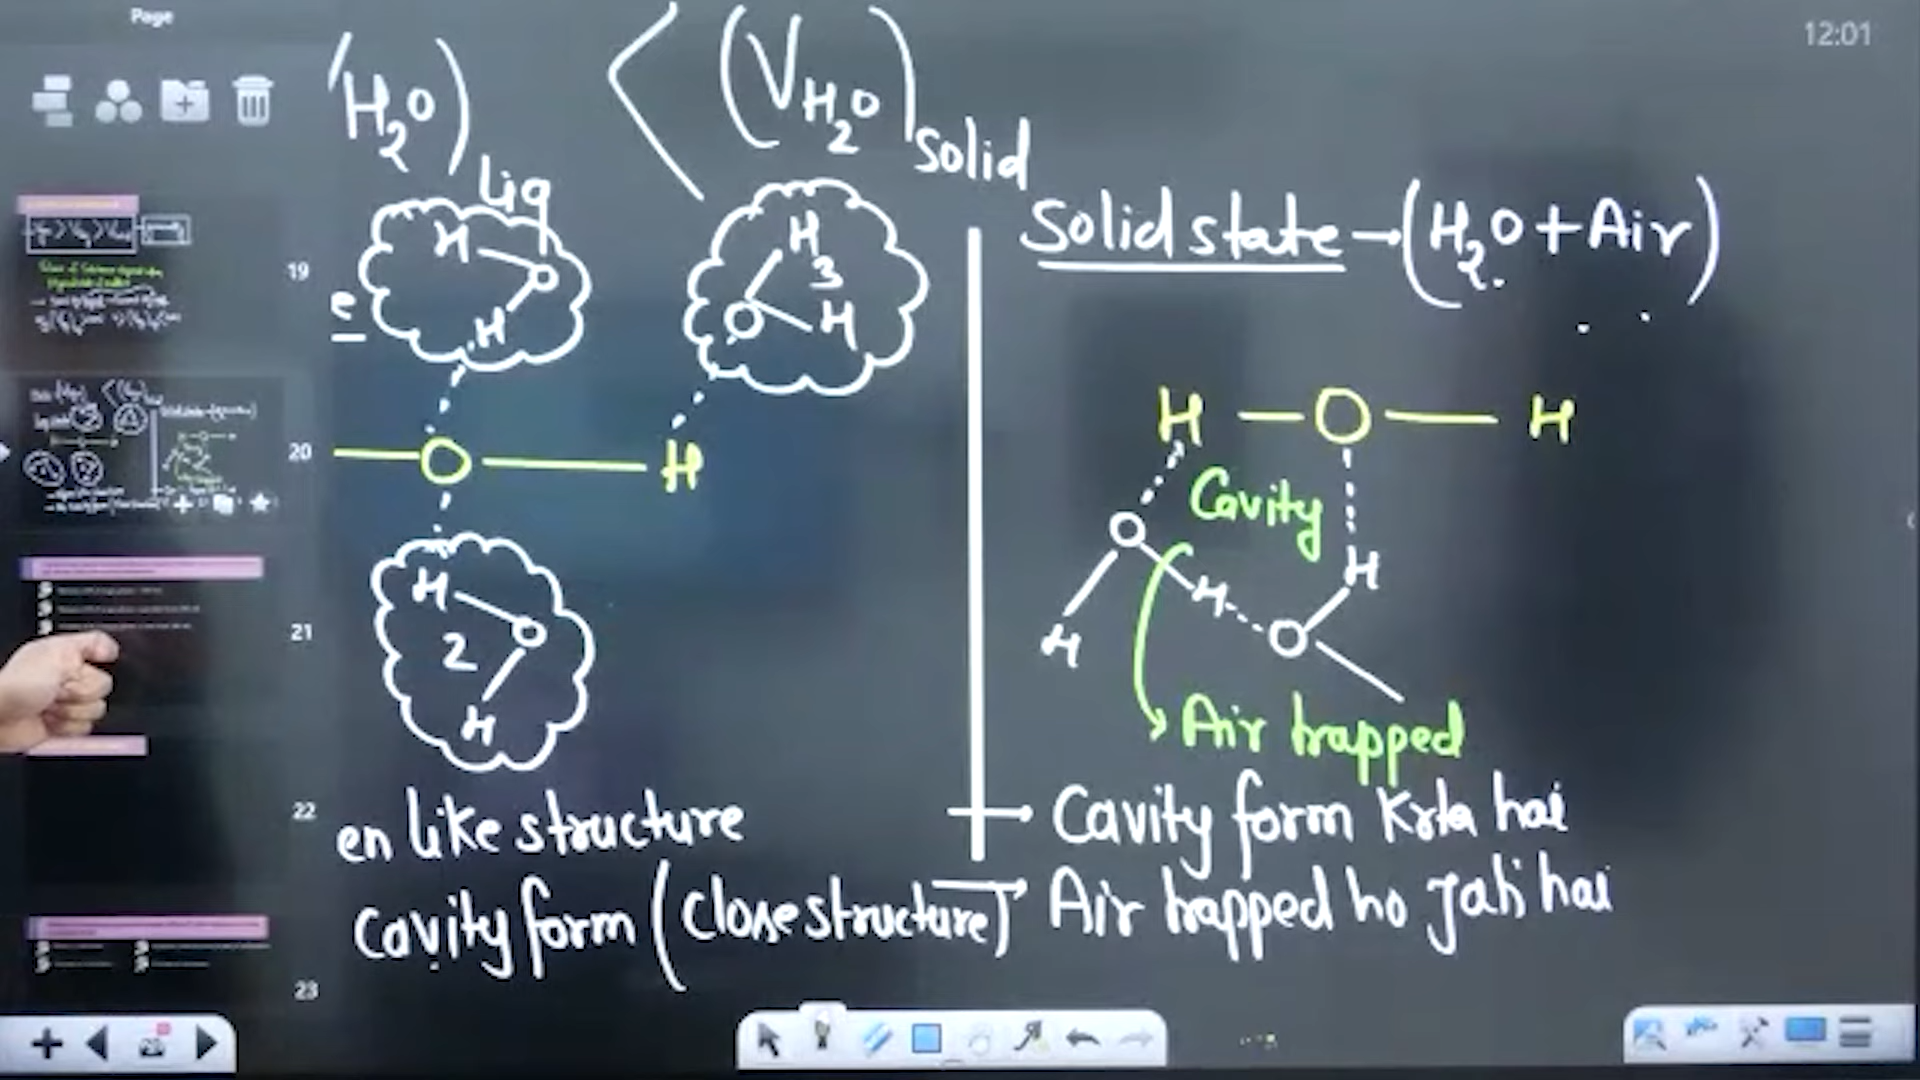 Page
12:01
H2O) liq < (VH2O) solid
H
O
H
H
3
O
H
e
O H
H
2
O
H
en like structure
Cavity form (Close structure)
Solid state → (H2O + Air)
H — O — H
Cavity
O
H
H
H
O
Air trapped
→ Cavity form Krta hai
→ Air trapped ho Jati hai
19
20
21
22
23